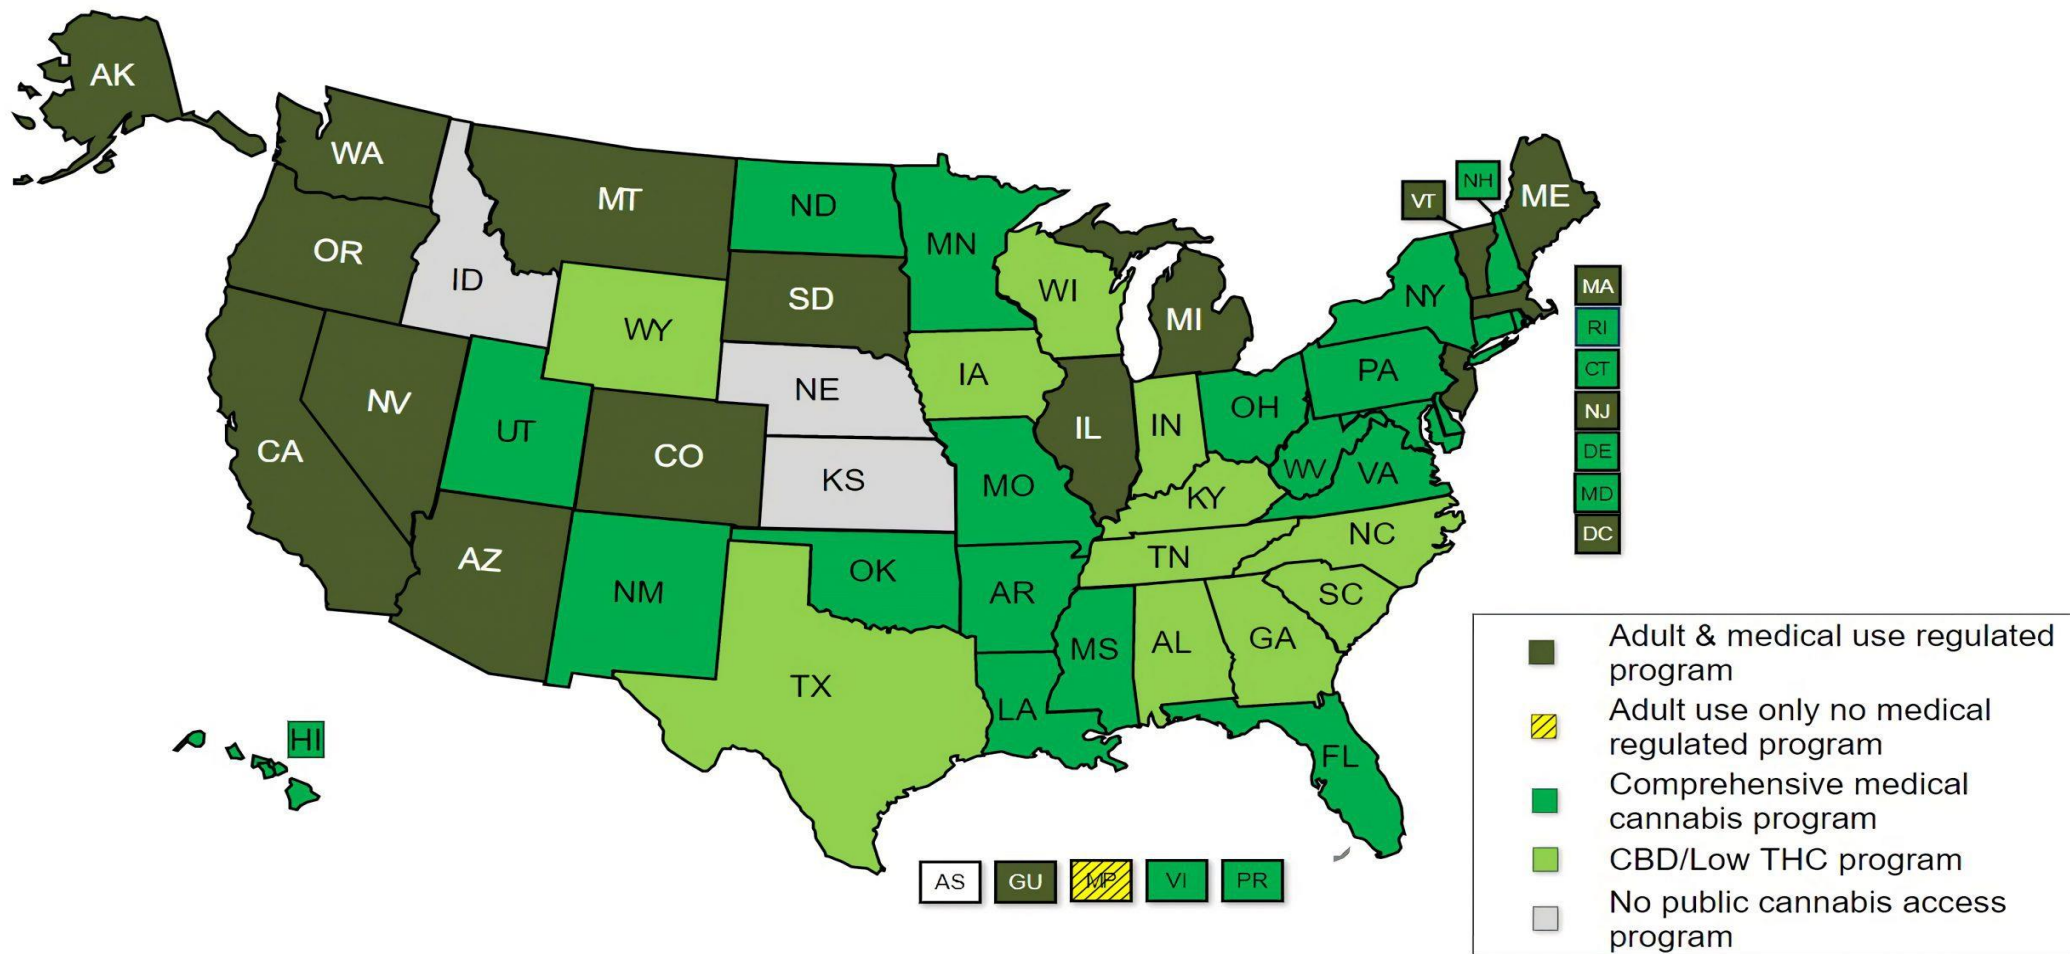 AK
WA
MT
ND
MN
OR
ID
SD
WI
MI
VT
NH
ME
NY
WY
NE
IA
PA
NV
UT
CO
KS
IL
IN
OH
CA
MO
KY
WV
VA
AZ
NM
OK
AR
TN
NC
SC
TX
LA
MS
AL
GA
FL
HI
MA
RI
CT
NJ
DE
MD
DC
AS
GU
MP
VI
PR
Adult & medical use regulated
program
Adult use only no medical
regulated program
Comprehensive medical
cannabis program
CBD/Low THC program
No public cannabis access
program